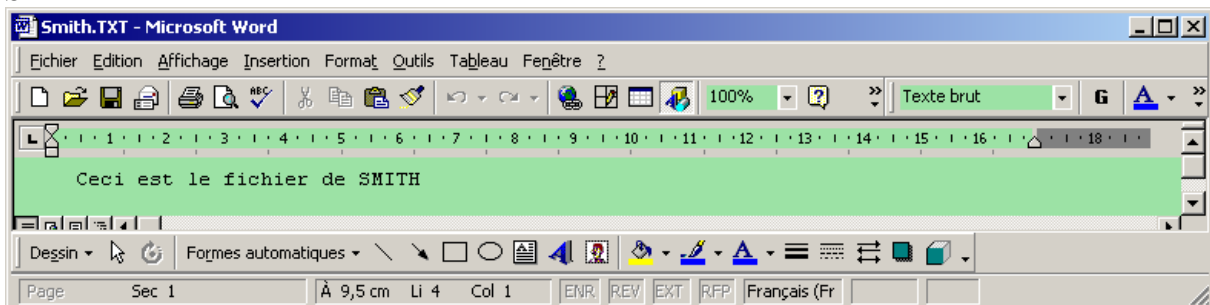 Smith.TXT - Microsoft Word
Fichier Edition Affichage Insertion Format Outils Tableau Fenêtre ?
ABC 100% ? » Texte brut G A »
L 1 2 3 4 5 6 7 8 9 10 11 12 13 14 15 16 18
Ceci est le fichier de SMITH
Dessin Formes automatiques A A
Page Sec 1 À 9,5 cm Li 4 Col 1 ENR REV EXT RFP Français (Fr